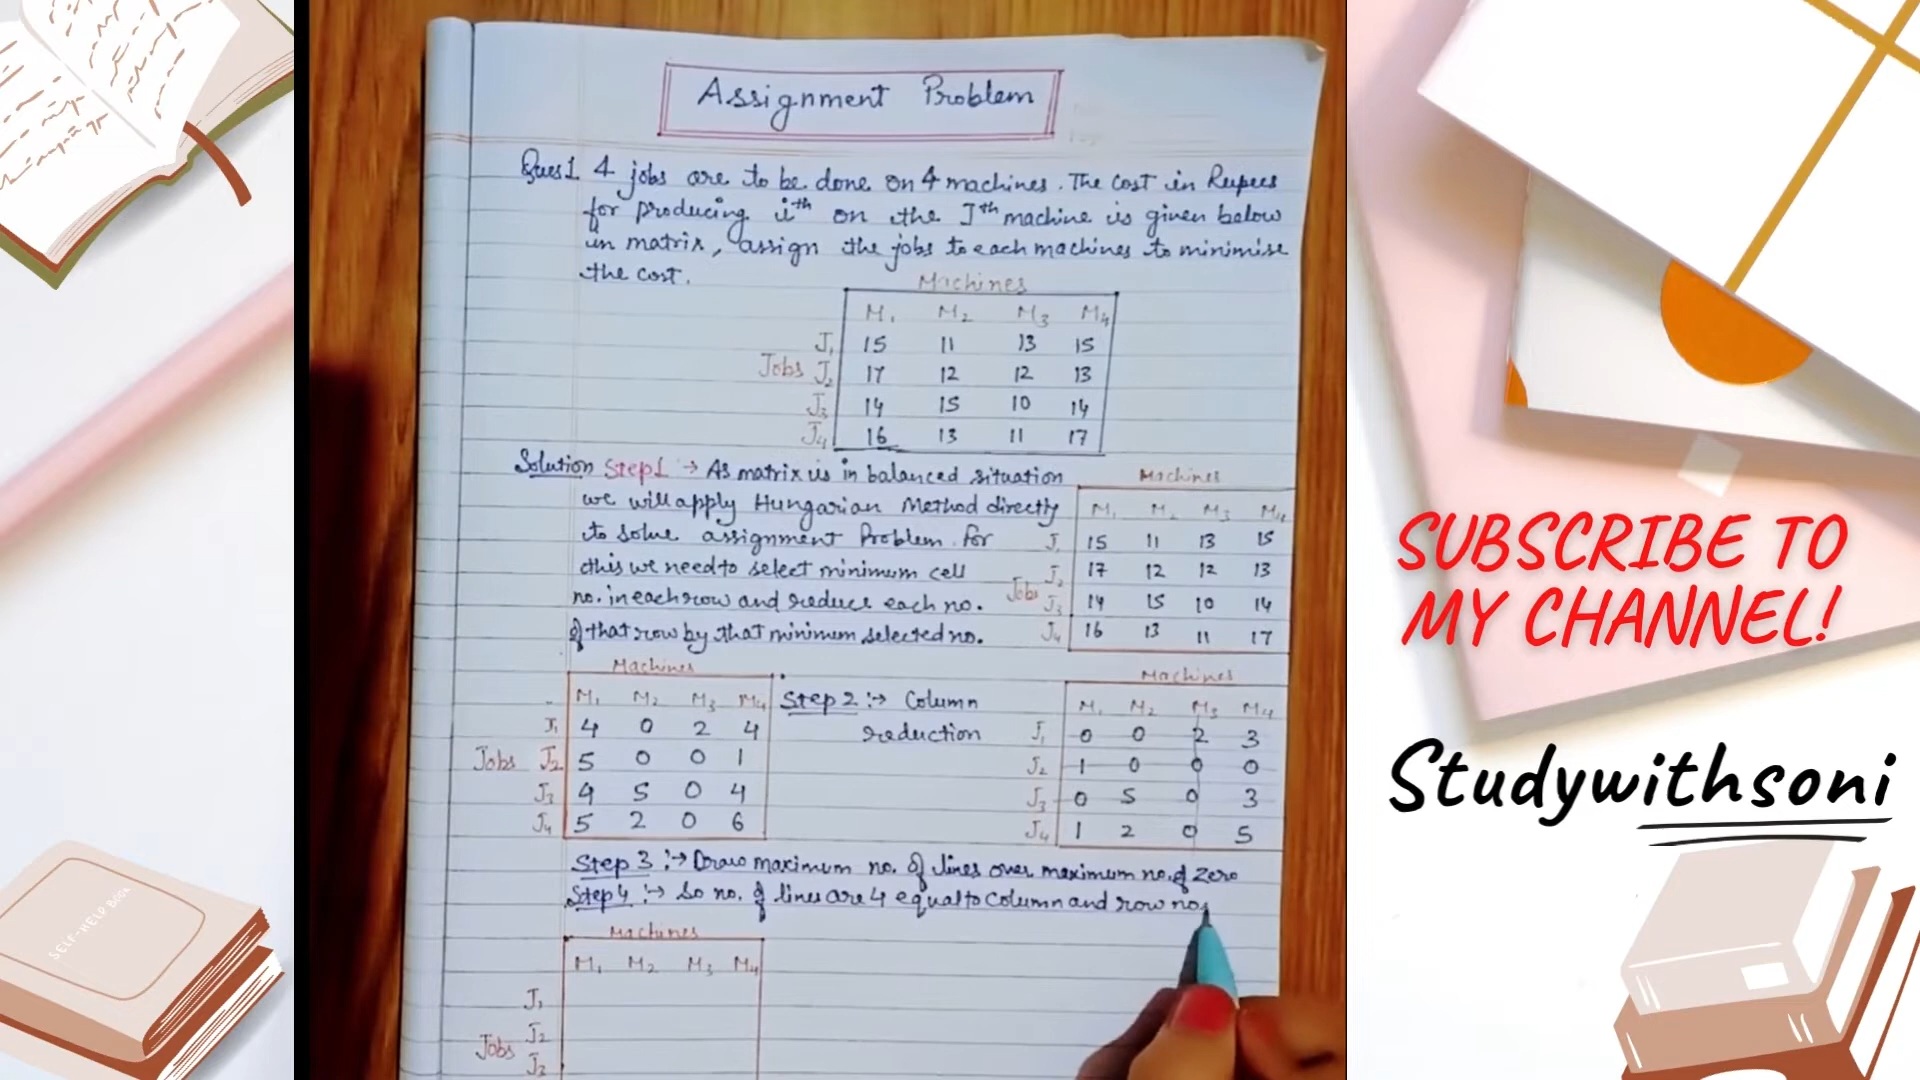 Assignment Problem
Ques1 4 jobs are to be done on 4 machines. The cost in Rupees
for producing ith on the Jth machine is given below
in matrix, assign the jobs to each machines to minimise
the cost.
Machines
M1 M2 M3 M4
J1 15 11 13 15
Jobs J2 17 12 12 13
J3 14 15 10 14
J4 16 13 11 17
Solution Step1 → As matrix is in balanced situation
we will apply Hungarian Method directly
to solve assignment Problem. For
this we need to select minimum cell
no. in each row and reduce each no.
of that row by that minimum selected no.
Machines
M1 M2 M3 M4
J1 15 11 13 15
J2 17 12 12 13
Jobs J3 14 15 10 14
J4 16 13 11 17
Machines
M1 M2 M3 M4
J1 4 0 2 4
Jobs J2 5 0 0 1
J3 4 5 0 4
J4 5 2 0 6
Step 2 :→ Column
reduction
Machines
M1 M2 M3 M4
J1 0 0 2 3
J2 1 0 0 0
J3 0 5 0 3
J4 1 2 0 5
Step 3 :→ Draw maximum no. of lines over maximum no. of zero
Step 4 :→ So no. of lines are 4 equal to column and row nos
Machines
M1 M2 M3 M4
J1
J2
Jobs J3
SUBSCRIBE TO
MY CHANNEL!
Studywithsoni
SELF-HELP BOOK